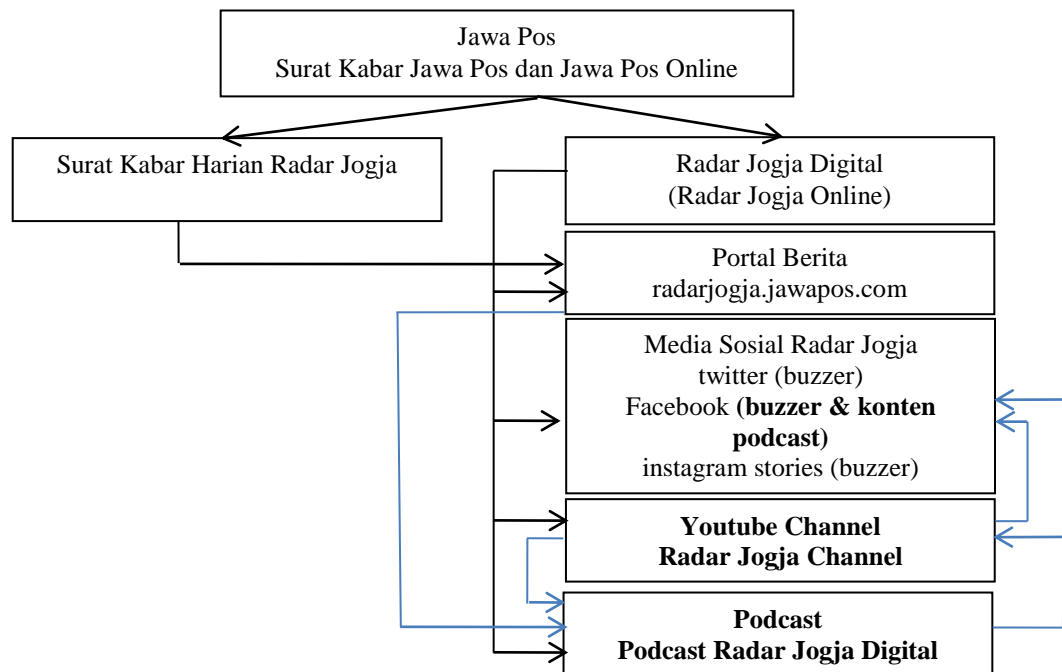 Jawa Pos
Surat Kabar Jawa Pos dan Jawa Pos Online
Surat Kabar Harian Radar Jogja
Radar Jogja Digital
(Radar Jogja Online)
Portal Berita
radarjogja.jawapos.com
Media Sosial Radar Jogja
twitter (buzzer)
Facebook (buzzer & konten
podcast)
instagram stories (buzzer)
Youtube Channel
Radar Jogja Channel
Podcast
Podcast Radar Jogja Digital